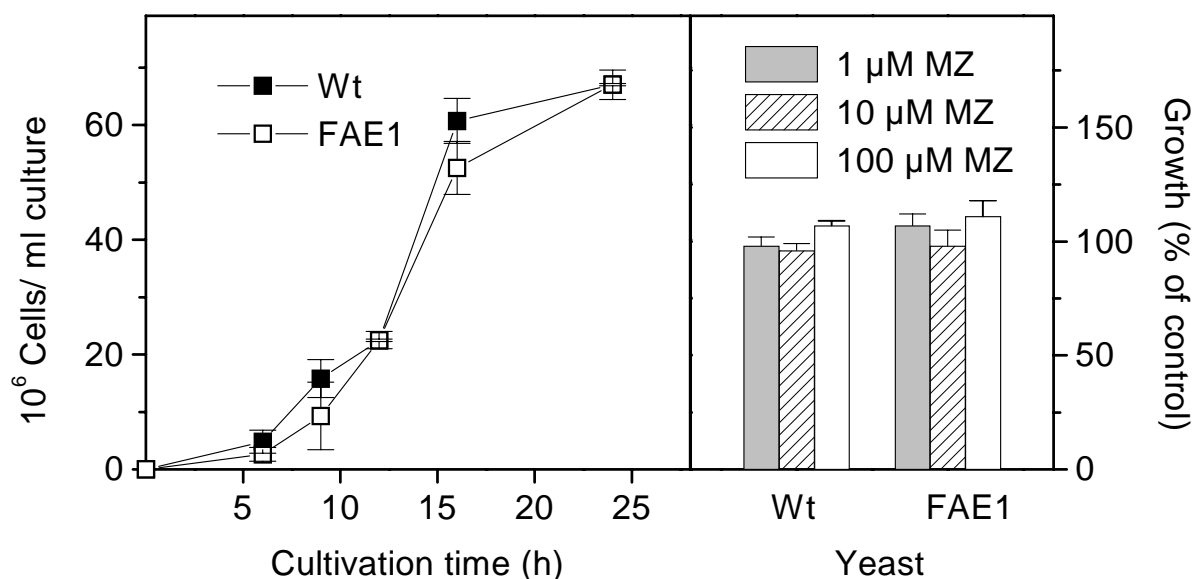 10⁶ Cells/ ml culture
60
40
20
0
Wt
FAE1
5 10 15 20 25
Cultivation time (h)
1 µM MZ
10 µM MZ
100 µM MZ
Wt FAE1
Yeast
150
100
50
0
Growth (% of control)